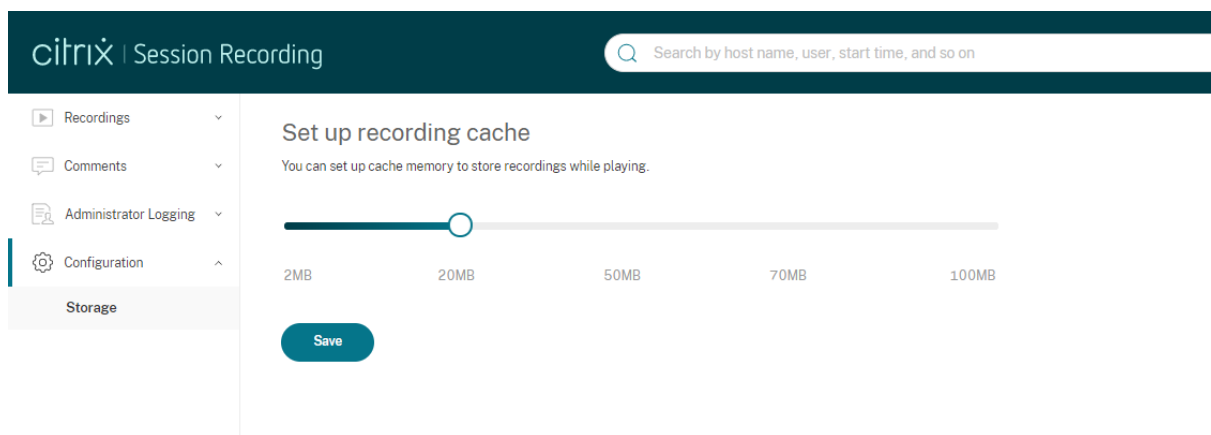 citrix | Session Recording
Search by host name, user, start time, and so on
Recordings
Comments
Administrator Logging
Configuration
Storage
Set up recording cache
You can set up cache memory to store recordings while playing.
2MB 20MB 50MB 70MB 100MB
Save